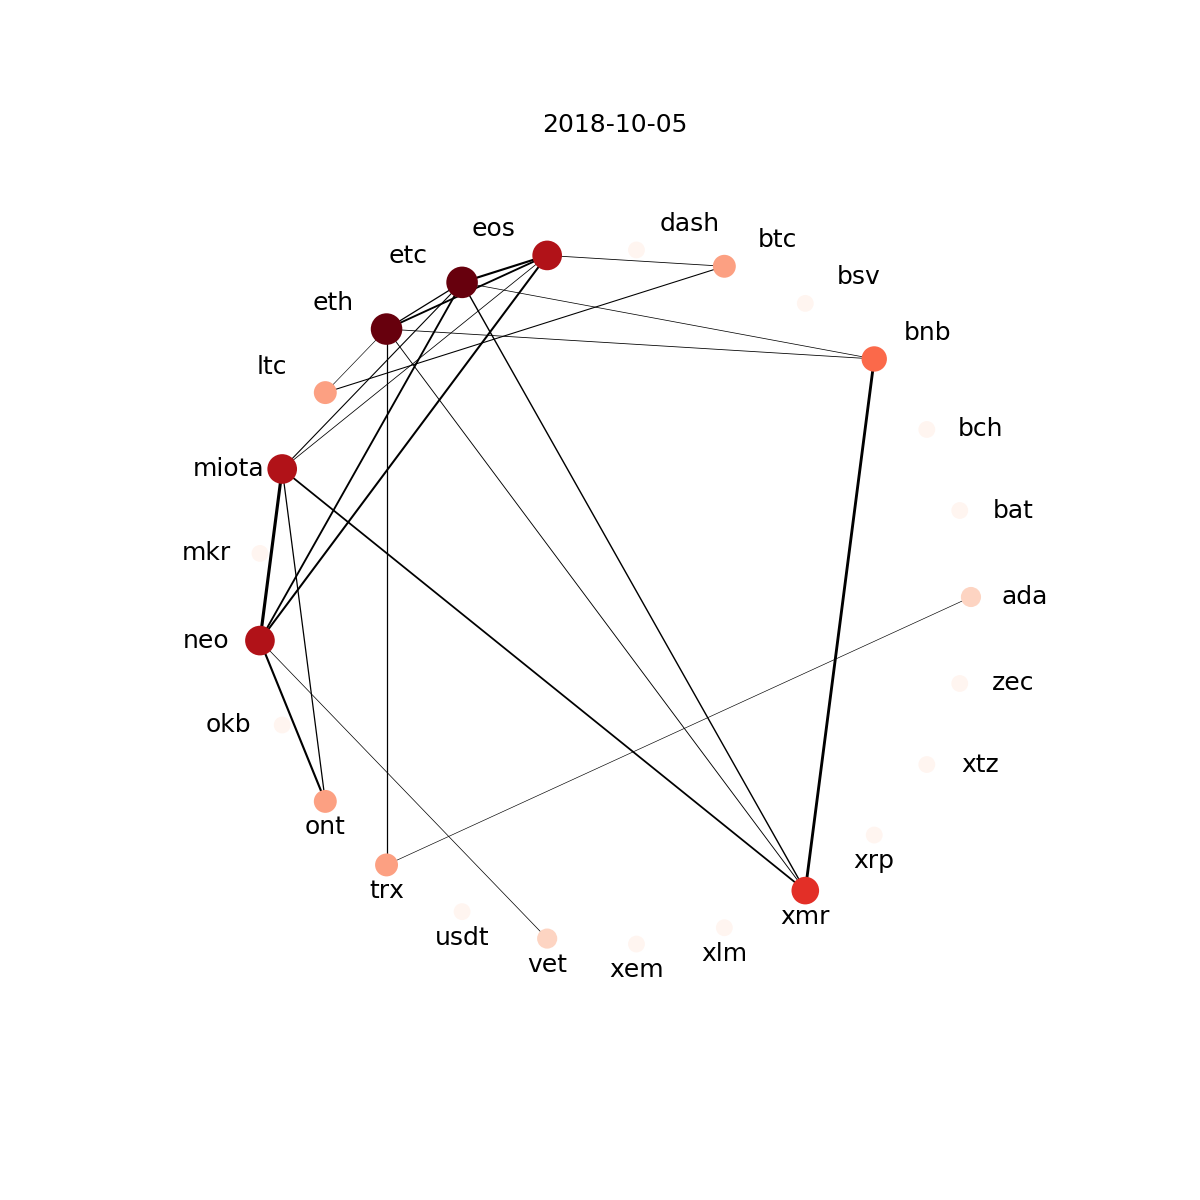 2018-10-05
dash
eos
btc
etc
bsv
eth
bnb
ltc
bch
miota
bat
mkr
ada
neo
zec
okb
xtz
ont
xrp
trx
xmr
usdt
xlm
vet
xem